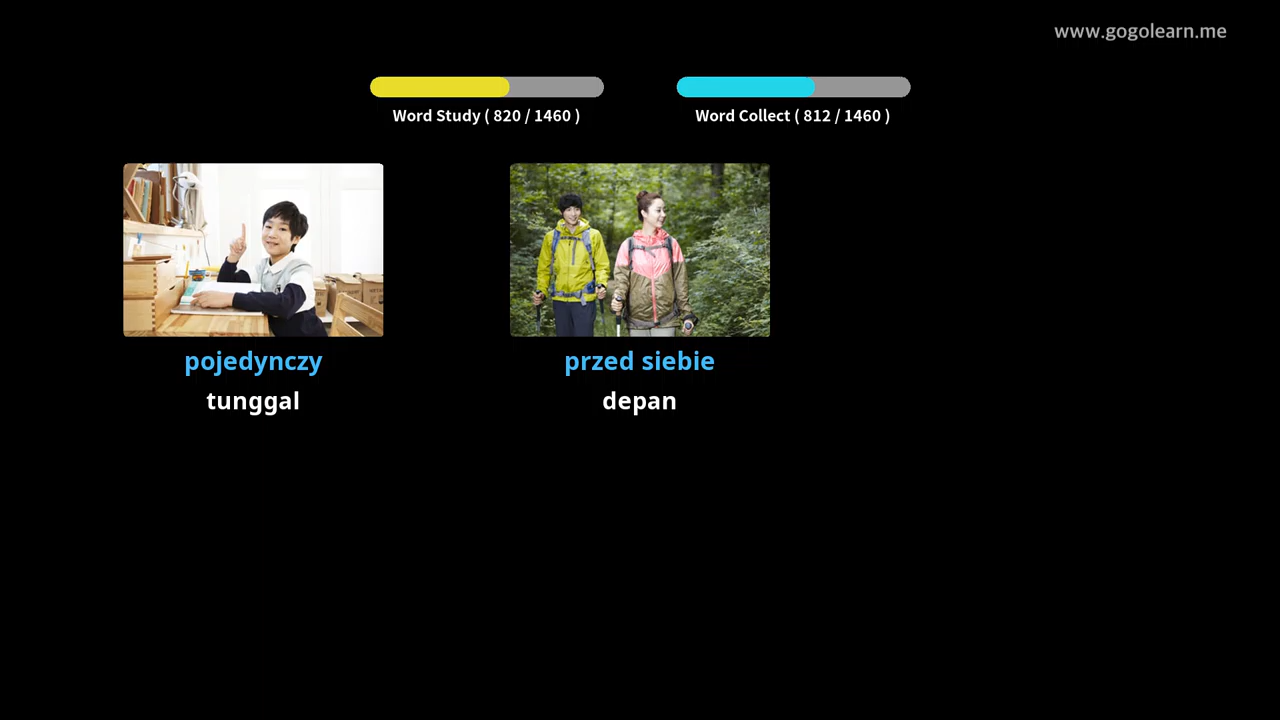 www.gogolearn.me
Word Study ( 820 / 1460 )
Word Collect ( 812 / 1460 )
pojedynczy
przed siebie
tunggal
depan